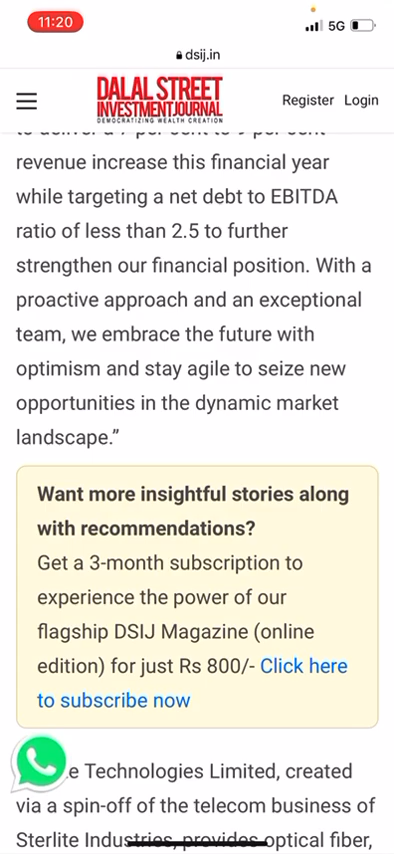 11:20
5G
dsij.in
DALAL STREET
INVESTMENT JOURNAL
DEMOCRATIZING WEALTH CREATION
Register Login
revenue increase this financial year
while targeting a net debt to EBITDA
ratio of less than 2.5 to further
strengthen our financial position. With a
proactive approach and an exceptional
team, we embrace the future with
optimism and stay agile to seize new
opportunities in the dynamic market
landscape.”
Want more insightful stories along
with recommendations?
Get a 3-month subscription to
experience the power of our
flagship DSIJ Magazine (online
edition) for just Rs 800/- Click here
to subscribe now
e Technologies Limited, created
via a spin-off of the telecom business of
Sterlite Industries, provides optical fiber,